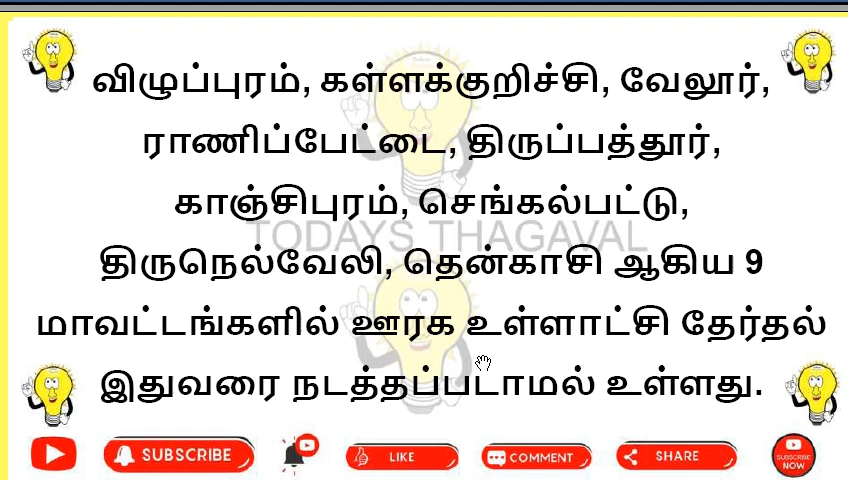 விழுப்புரம், கள்ளக்குறிச்சி, வேலூர்,
ராணிப்பேட்டை, திருப்பத்தூர்,
காஞ்சிபுரம், செங்கல்பட்டு,
TODAYS THAGAVAL
திருநெல்வேலி, தென்காசி ஆகிய 9
மாவட்டங்களில் ஊரக உள்ளாட்சி தேர்தல்
இதுவரை நடத்தப்படாமல் உள்ளது.
SUBSCRIBE LIKE COMMENT SHARE SUBSCRIBE NOW